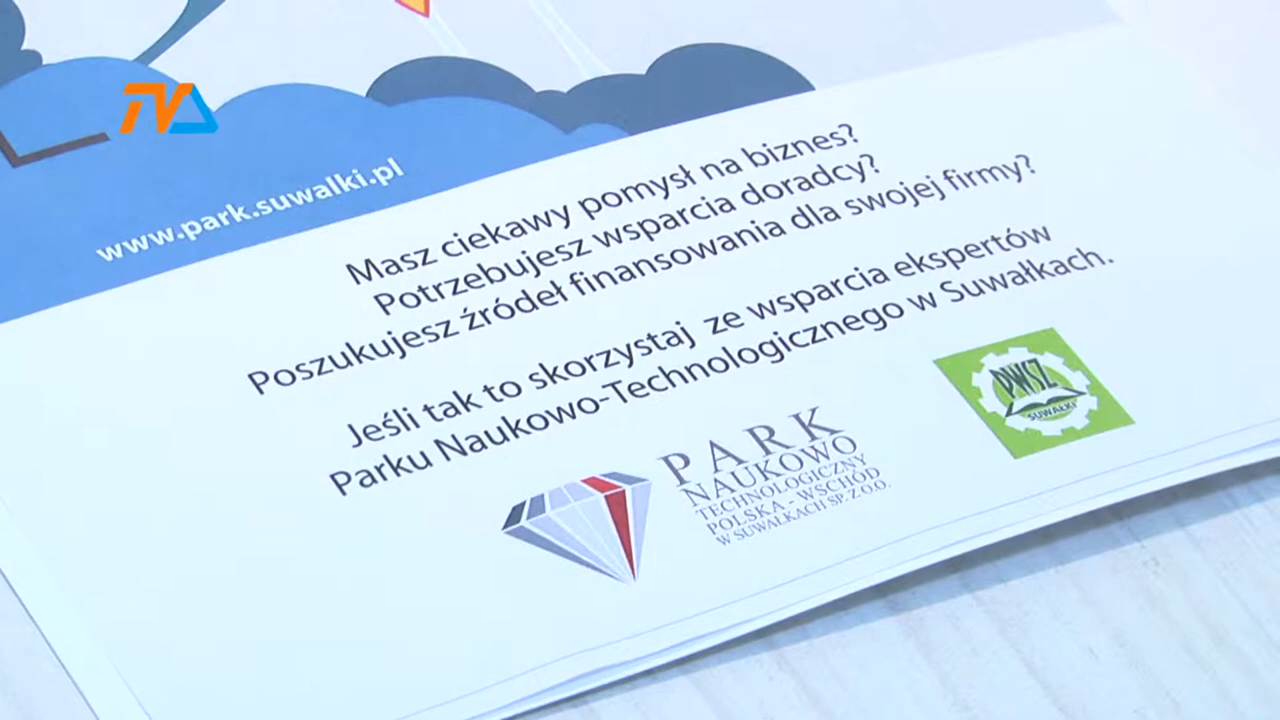 TVA
www.park.suwalki.pl
Masz ciekawy pomysł na biznes?
Potrzebujesz wsparcia doradcy?
Poszukujesz źródeł finansowania dla swojej firmy?
Jeśli tak to skorzystaj ze wsparcia ekspertów
Parku Naukowo-Technologicznego w Suwałkach.
PARK
NAUKOWO
TECHNOLOGICZNY
POLSKA - WSCHÓD
W SUWAŁKACH SP. Z O.O.
PWSZ
SUWAŁKI